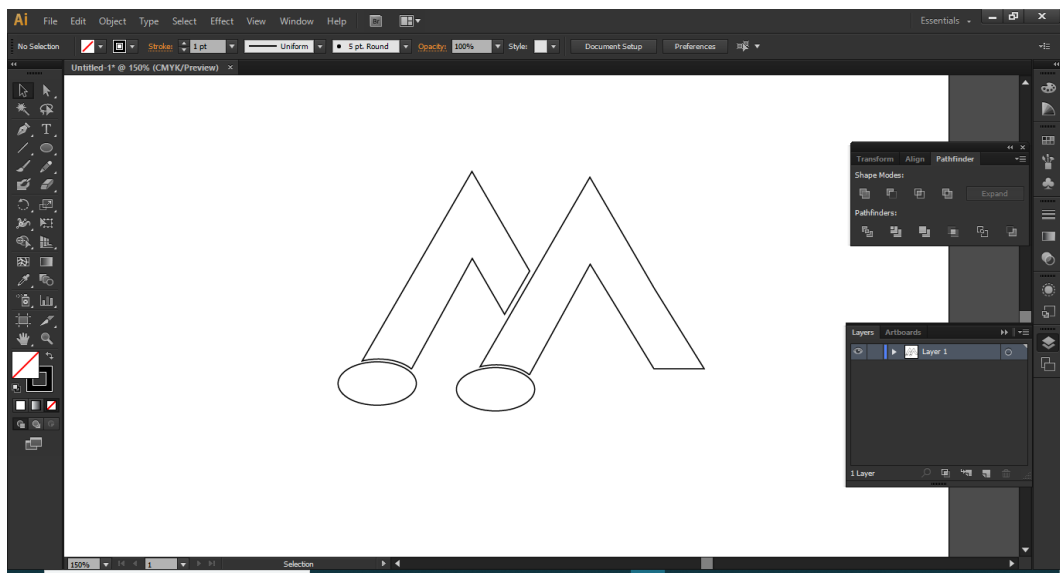 Ai File Edit Object Type Select Effect View Window Help Br Essentials
No Selection Stroke: 1 pt Uniform 5 pt. Round Opacity: 100% Style: Document Setup Preferences
Untitled-1* @ 150% (CMYK/Preview) ×
Transform Align Pathfinder
Shape Modes:
Expand
Pathfinders:
Layers Artboards
Layer 1
1 Layer
150% 1 Selection